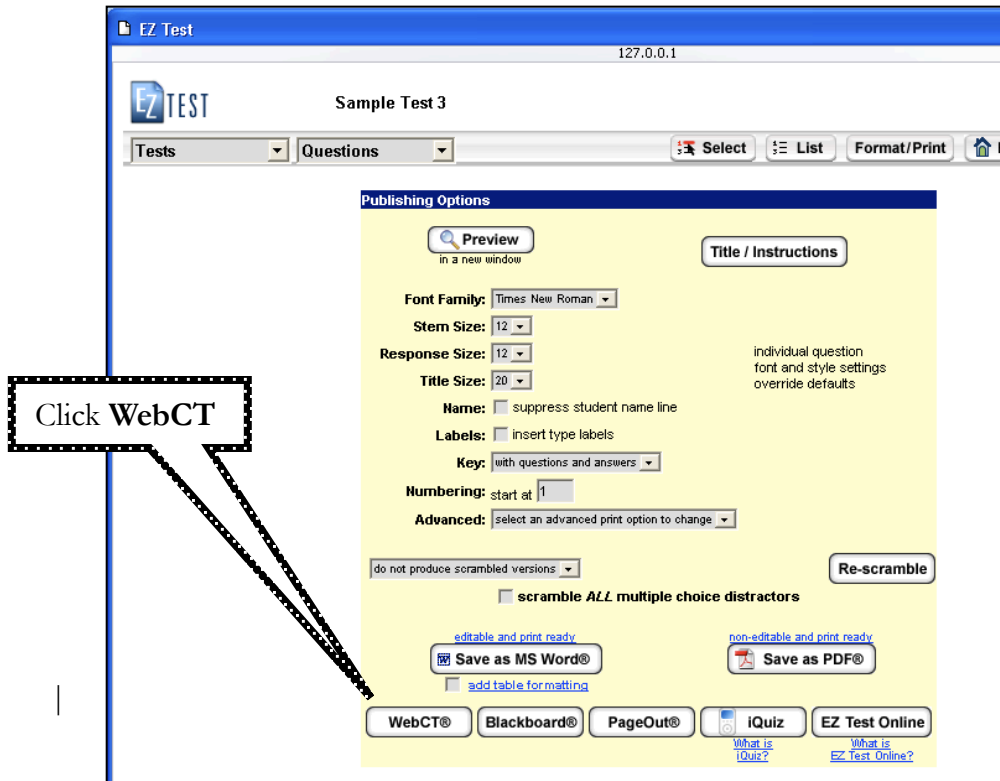 EZ Test
127.0.0.1
EZ TEST
Sample Test 3
Tests Questions Select List Format/Print
Publishing Options
Preview
in a new window
Title / Instructions
Font Family: Times New Roman
Stem Size: 12
Response Size: 12
Title Size: 20
individual question
font and style settings
override defaults
Name: suppress student name line
Labels: insert type labels
Key: with questions and answers
Numbering: start at 1
Advanced: select an advanced print option to change
Click WebCT
do not produce scrambled versions Re-scramble
scramble ALL multiple choice distractors
editable and print ready non-editable and print ready
Save as MS Word® Save as PDF®
add table formatting
WebCT® Blackboard® PageOut® iQuiz EZ Test Online
What is
iQuiz?
What is
EZ Test Online?